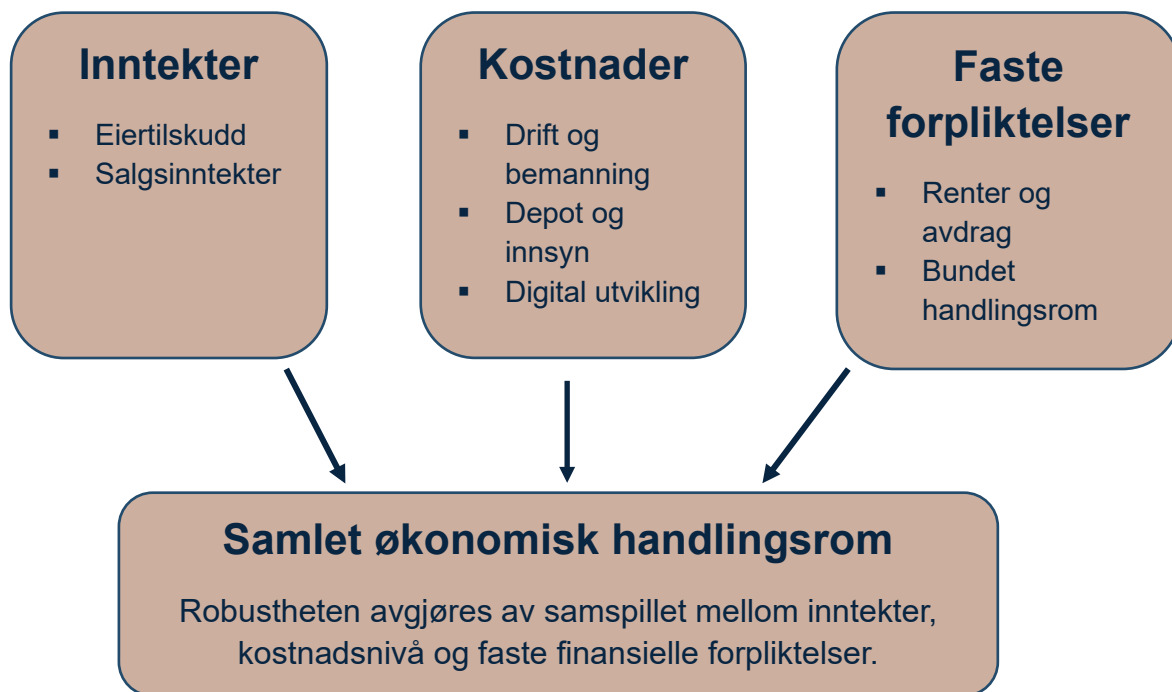 Inntekter
▪ Eiertilskudd
▪ Salgsinntekter
Kostnader
▪ Drift og
bemanning
▪ Depot og
innsyn
▪ Digital utvikling
Faste
forpliktelser
▪ Renter og
avdrag
▪ Bundet
handlingsrom
Samlet økonomisk handlingsrom
Robustheten avgjøres av samspillet mellom inntekter,
kostnadsnivå og faste finansielle forpliktelser.